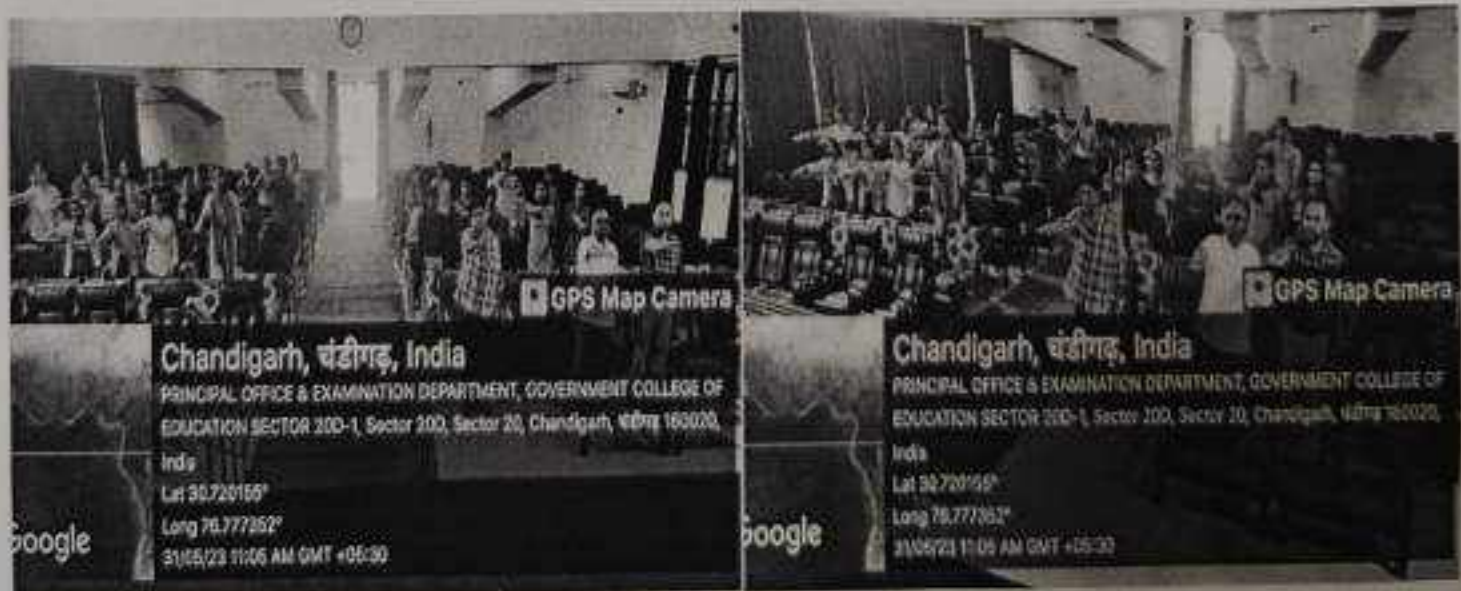 GPS Map Camera
Chandigarh, चंडीगढ़, India
PRINCIPAL OFFICE & EXAMINATION DEPARTMENT, GOVERNMENT COLLEGE OF
EDUCATION SECTOR 20D-1, Sector 20D, Sector 20, Chandigarh, चंडीगढ़ 160020,
India
Lat 30.720155°
Long 76.777352°
31/05/23 11:05 AM GMT +05:30
Google
GPS Map Camera
Chandigarh, चंडीगढ़, India
PRINCIPAL OFFICE & EXAMINATION DEPARTMENT, GOVERNMENT COLLEGE OF
EDUCATION SECTOR 20D-1, Sector 20D, Sector 20, Chandigarh, चंडीगढ़ 160020,
India
Lat 30.720155°
Long 76.777352°
31/05/23 11:05 AM GMT +05:30
Google